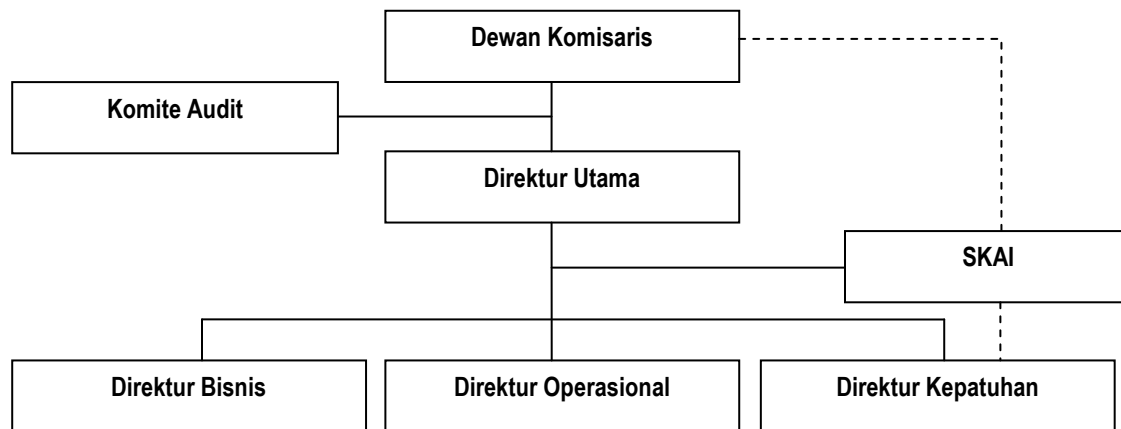 Dewan Komisaris
Komite Audit
Direktur Utama
SKAI
Direktur Bisnis
Direktur Operasional
Direktur Kepatuhan